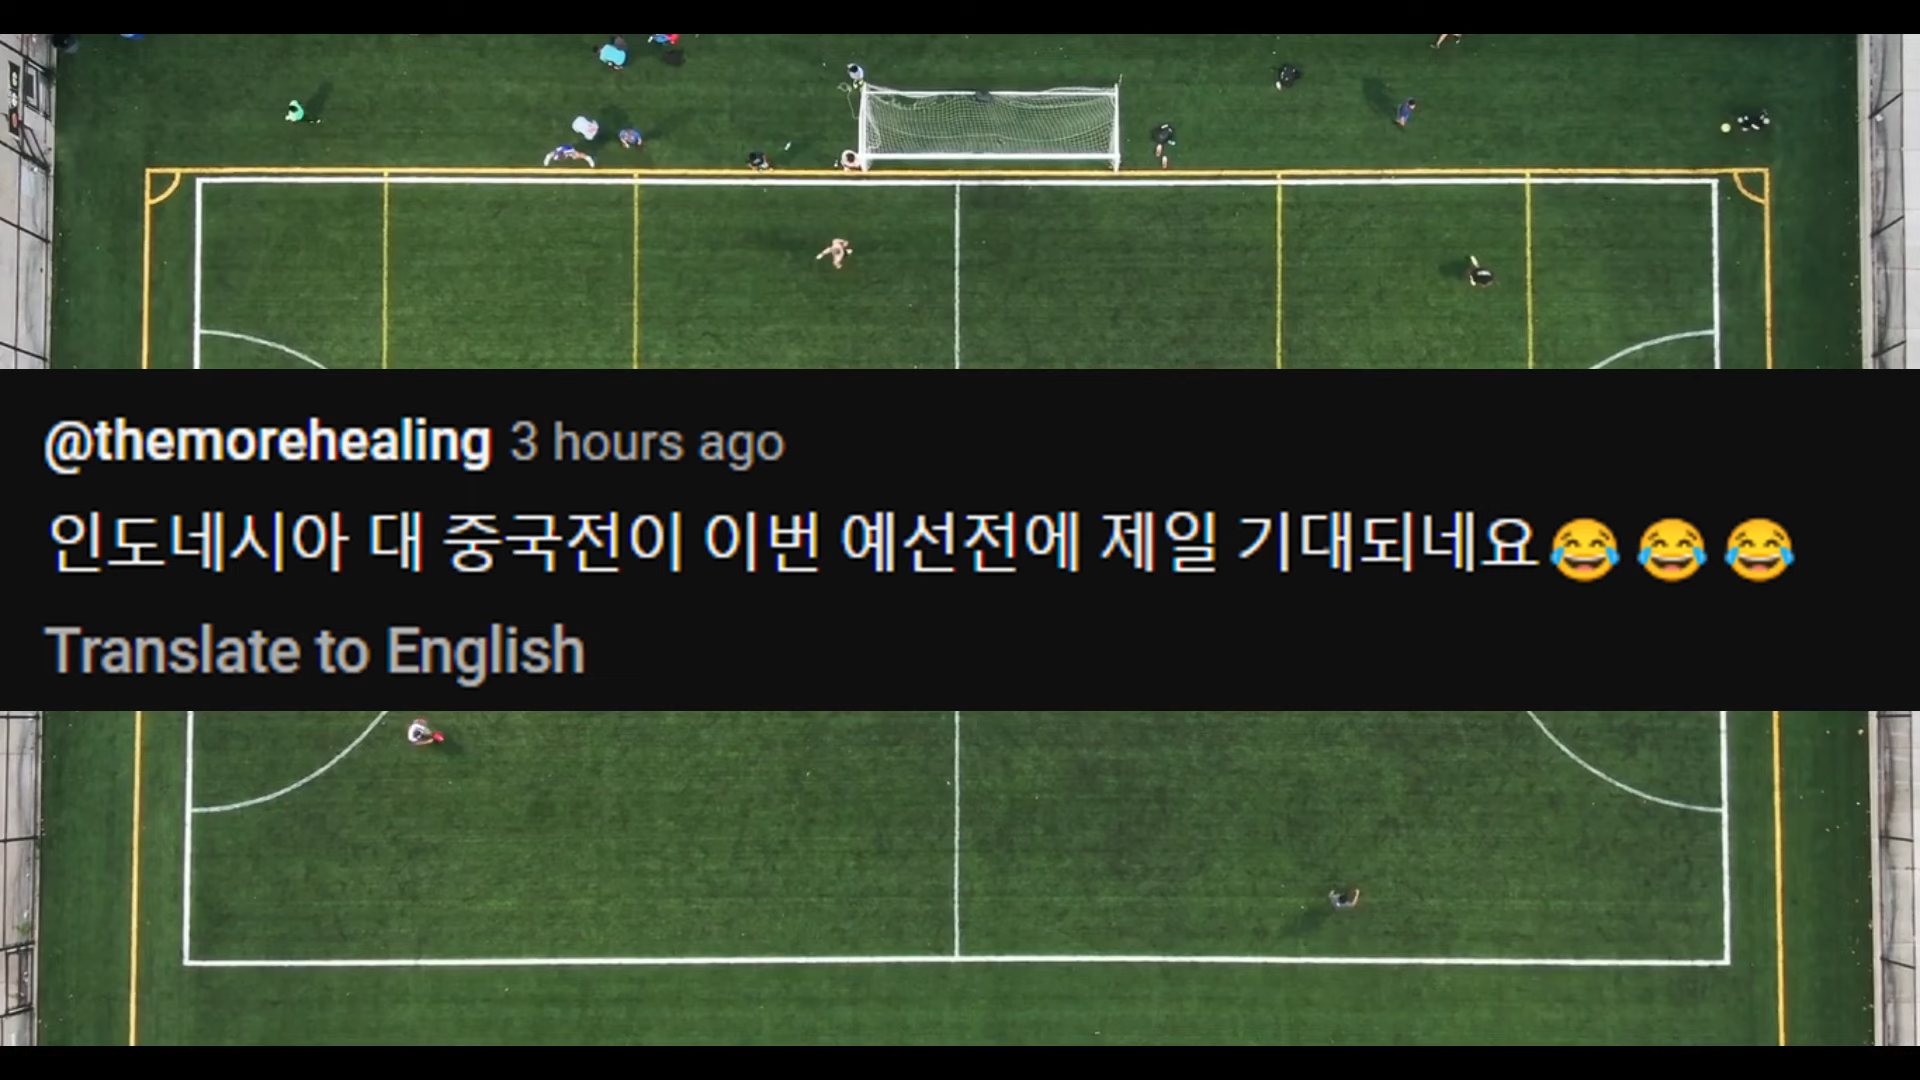 @themorehealing 3 hours ago
인도네시아 대 중국전이 이번 예선전에 제일 기대되네요😂😂😂
Translate to English